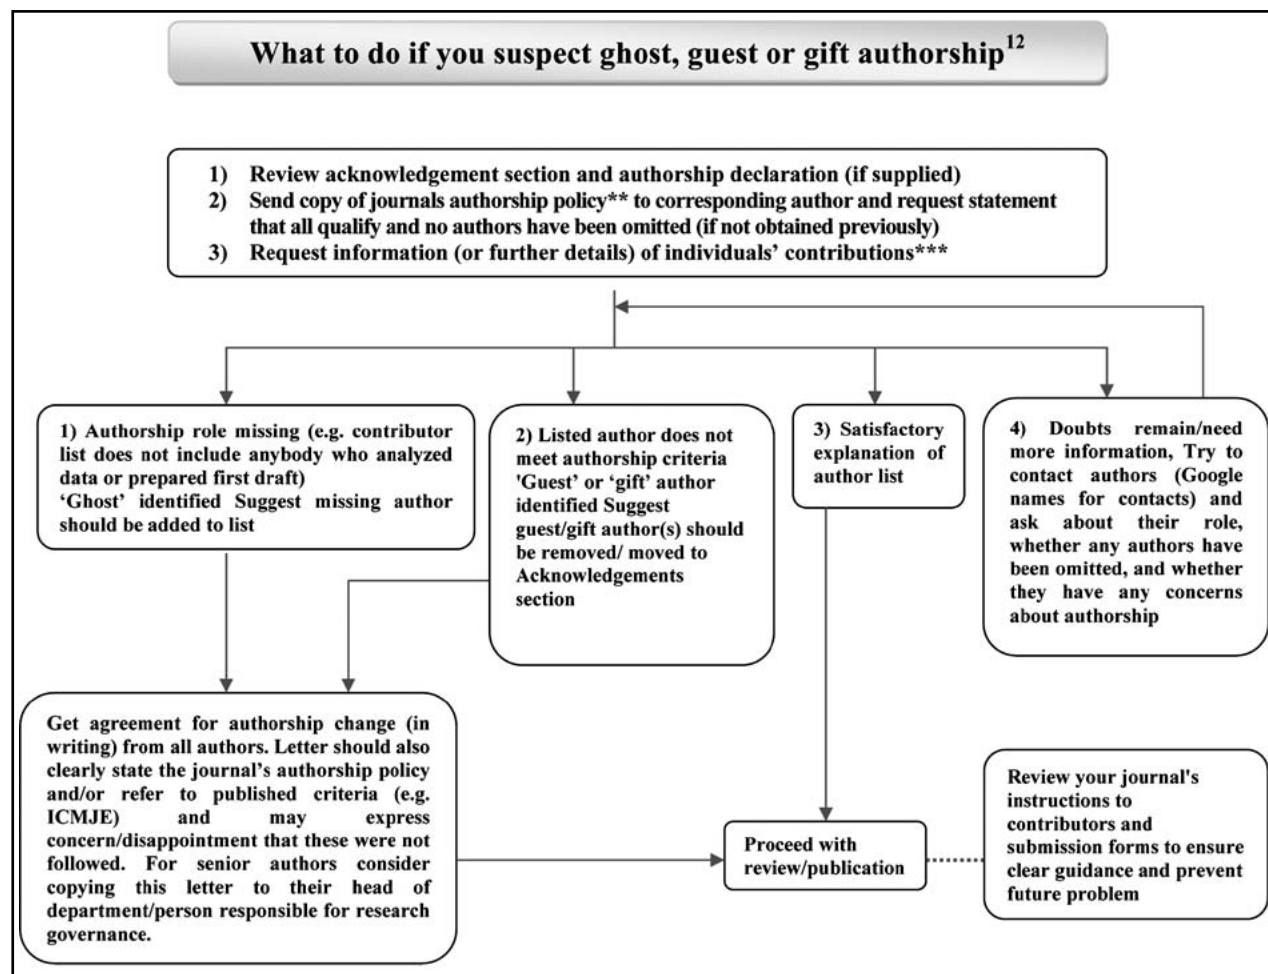 What to do if you suspect ghost, guest or gift authorship12
1) Review acknowledgement section and authorship declaration (if supplied)
2) Send copy of journals authorship policy** to corresponding author and request statement
that all qualify and no authors have been omitted (if not obtained previously)
3) Request information (or further details) of individuals' contributions***
1) Authorship role missing (e.g. contributor
list does not include anybody who analyzed
data or prepared first draft)
‘Ghost’ identified Suggest missing author
should be added to list
2) Listed author does not
meet authorship criteria
'Guest' or ‘gift’ author
identified Suggest
guest/gift author(s) should
be removed/ moved to
Acknowledgements
section
3) Satisfactory
explanation of
author list
4) Doubts remain/need
more information, Try to
contact authors (Google
names for contacts) and
ask about their role,
whether any authors have
been omitted, and whether
they have any concerns
about authorship
Get agreement for authorship change (in
writing) from all authors. Letter should also
clearly state the journal's authorship policy
and/or refer to published criteria (e.g.
ICMJE) and may express
concern/disappointment that these were not
followed. For senior authors consider
copying this letter to their head of
department/person responsible for research
governance.
Proceed with
review/publication
Review your journal's
instructions to
contributors and
submission forms to ensure
clear guidance and prevent
future problem